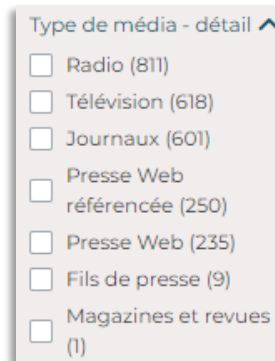 Type de média - détail
Radio (811)
Télévision (618)
Journaux (601)
Presse Web
référencée (250)
Presse Web (235)
Fils de presse (9)
Magazines et revues
(1)